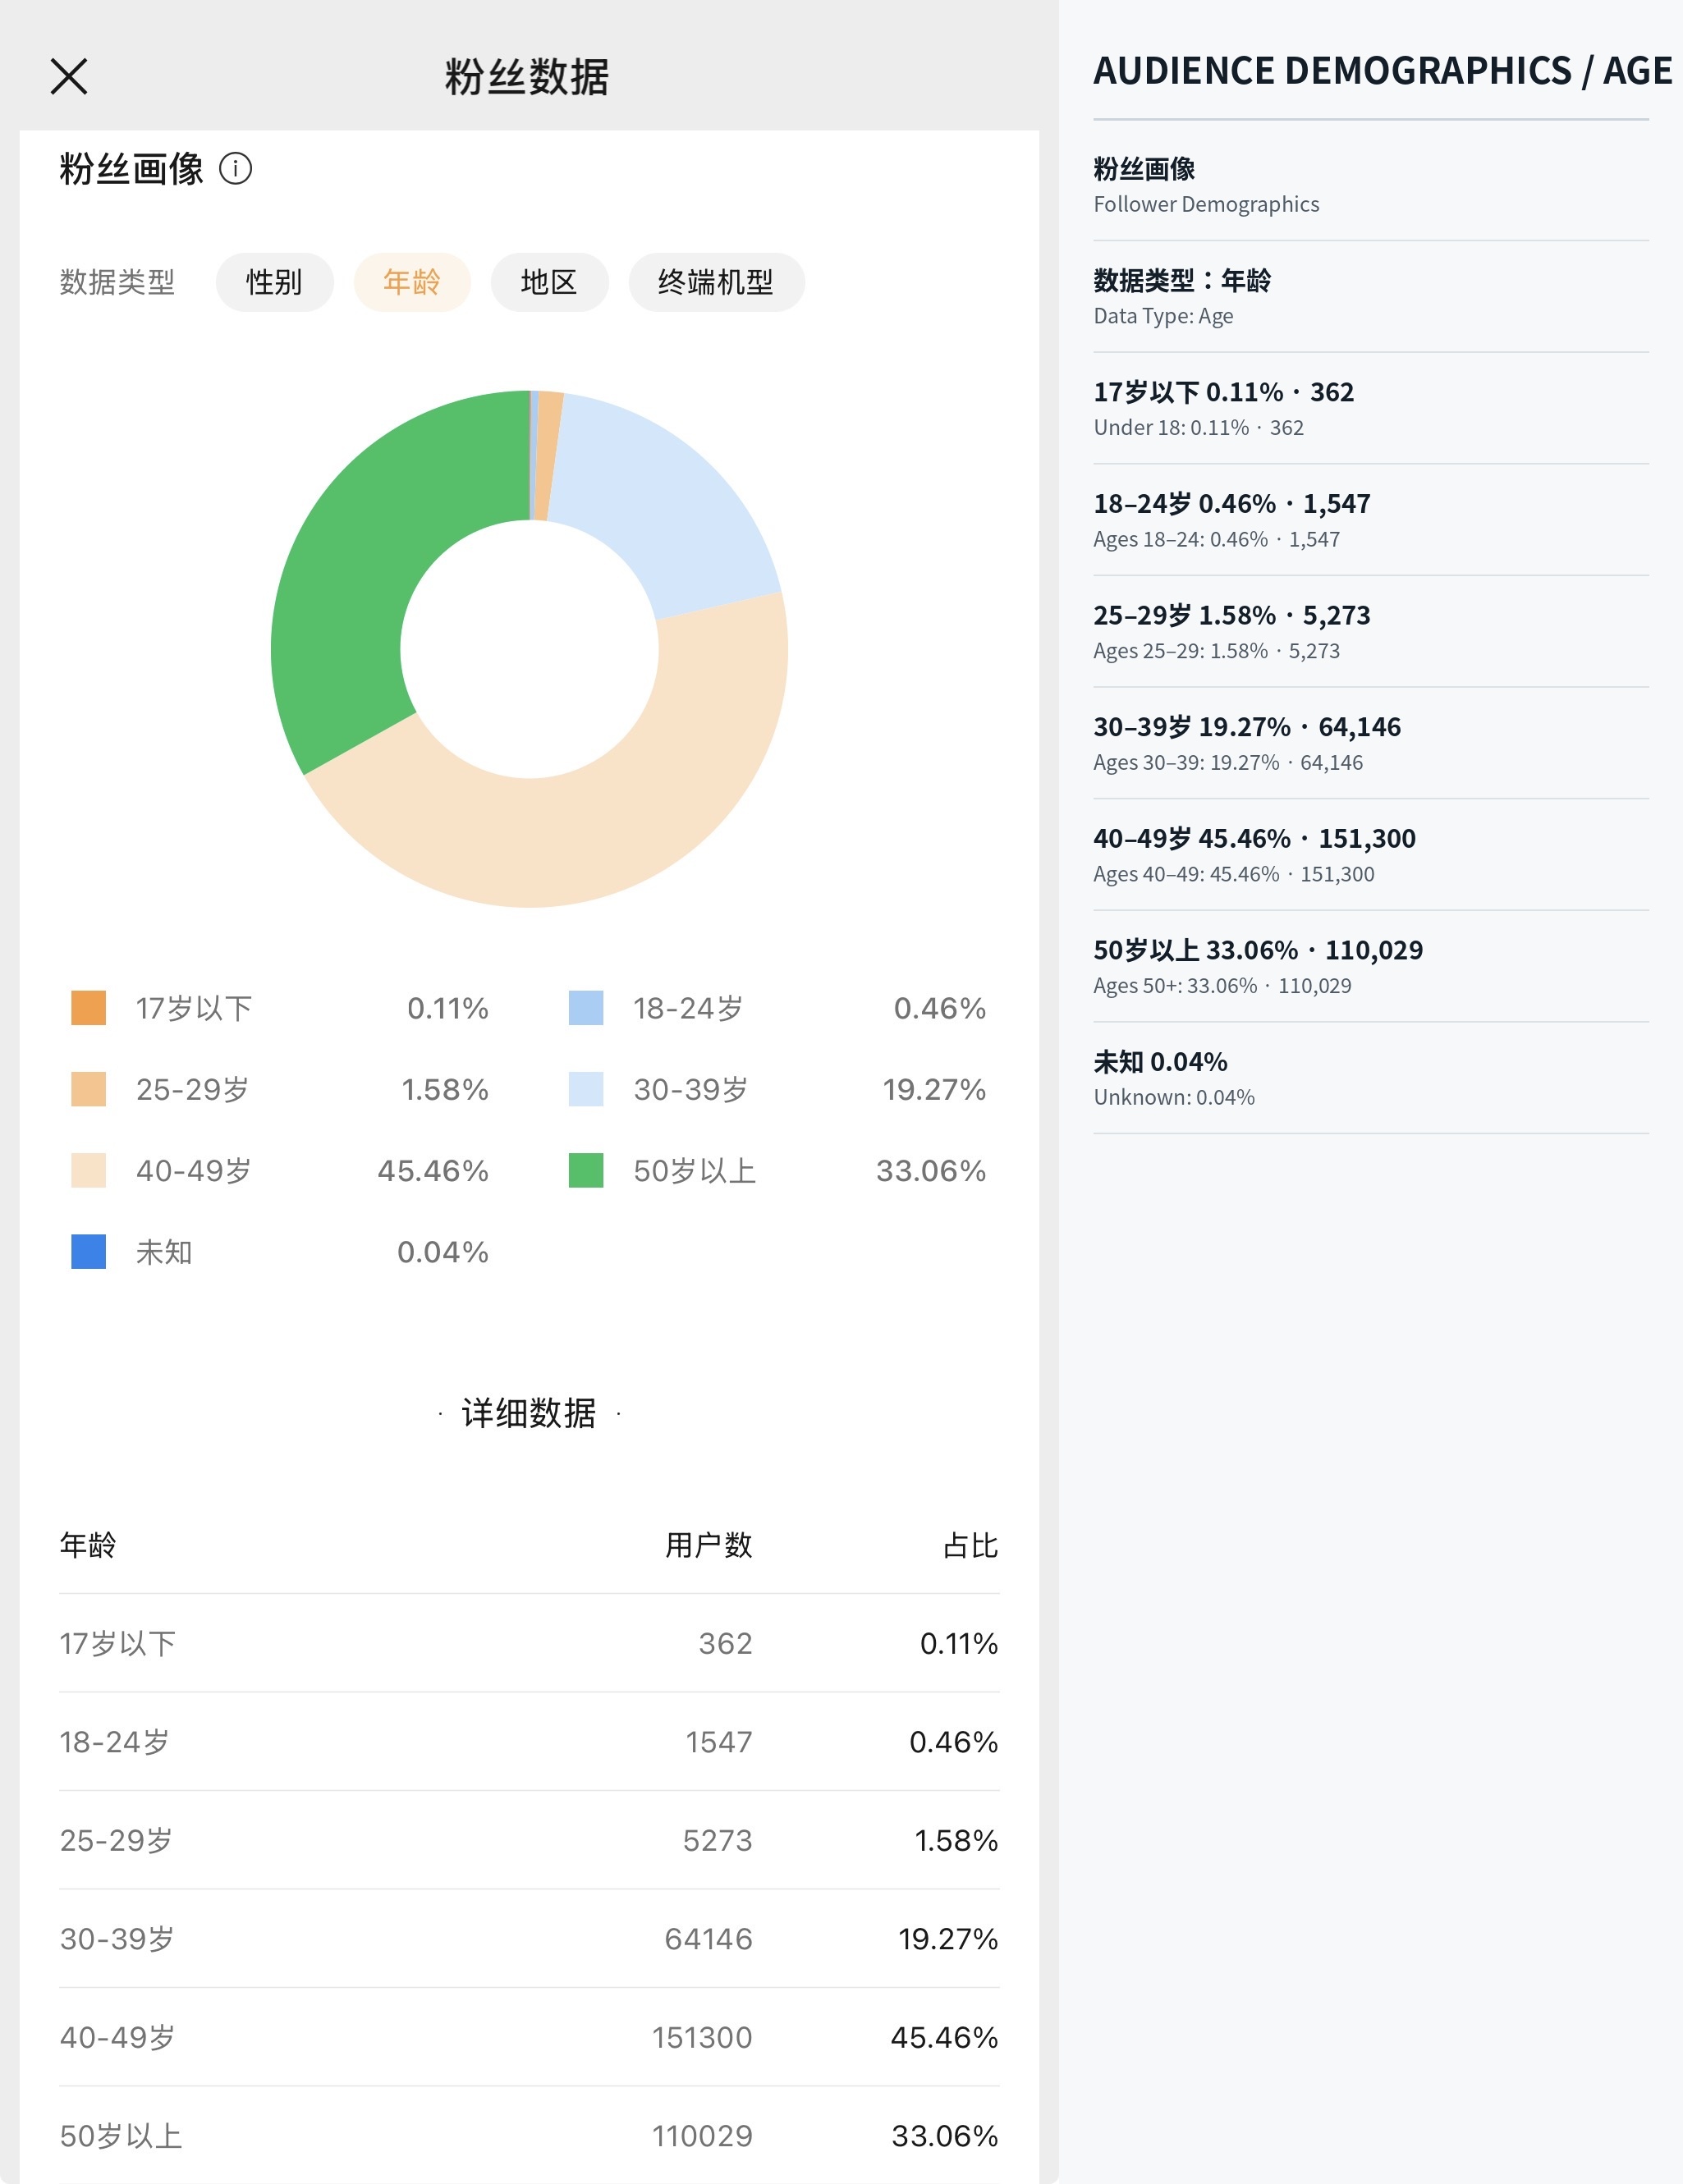 粉丝数据
粉丝画像
数据类型 性别 年龄 地区 终端机型
17岁以下 0.11% 18-24岁 0.46%
25-29岁 1.58% 30-39岁 19.27%
40-49岁 45.46% 50岁以上 33.06%
未知 0.04%
· 详细数据 ·
年龄 用户数 占比
17岁以下 362 0.11%
18-24岁 1547 0.46%
25-29岁 5273 1.58%
30-39岁 64146 19.27%
40-49岁 151300 45.46%
50岁以上 110029 33.06%
AUDIENCE DEMOGRAPHICS / AGE
粉丝画像
Follower Demographics
数据类型：年龄
Data Type: Age
17岁以下 0.11% · 362
Under 18: 0.11% · 362
18–24岁 0.46% · 1,547
Ages 18–24: 0.46% · 1,547
25–29岁 1.58% · 5,273
Ages 25–29: 1.58% · 5,273
30–39岁 19.27% · 64,146
Ages 30–39: 19.27% · 64,146
40–49岁 45.46% · 151,300
Ages 40–49: 45.46% · 151,300
50岁以上 33.06% · 110,029
Ages 50+: 33.06% · 110,029
未知 0.04%
Unknown: 0.04%